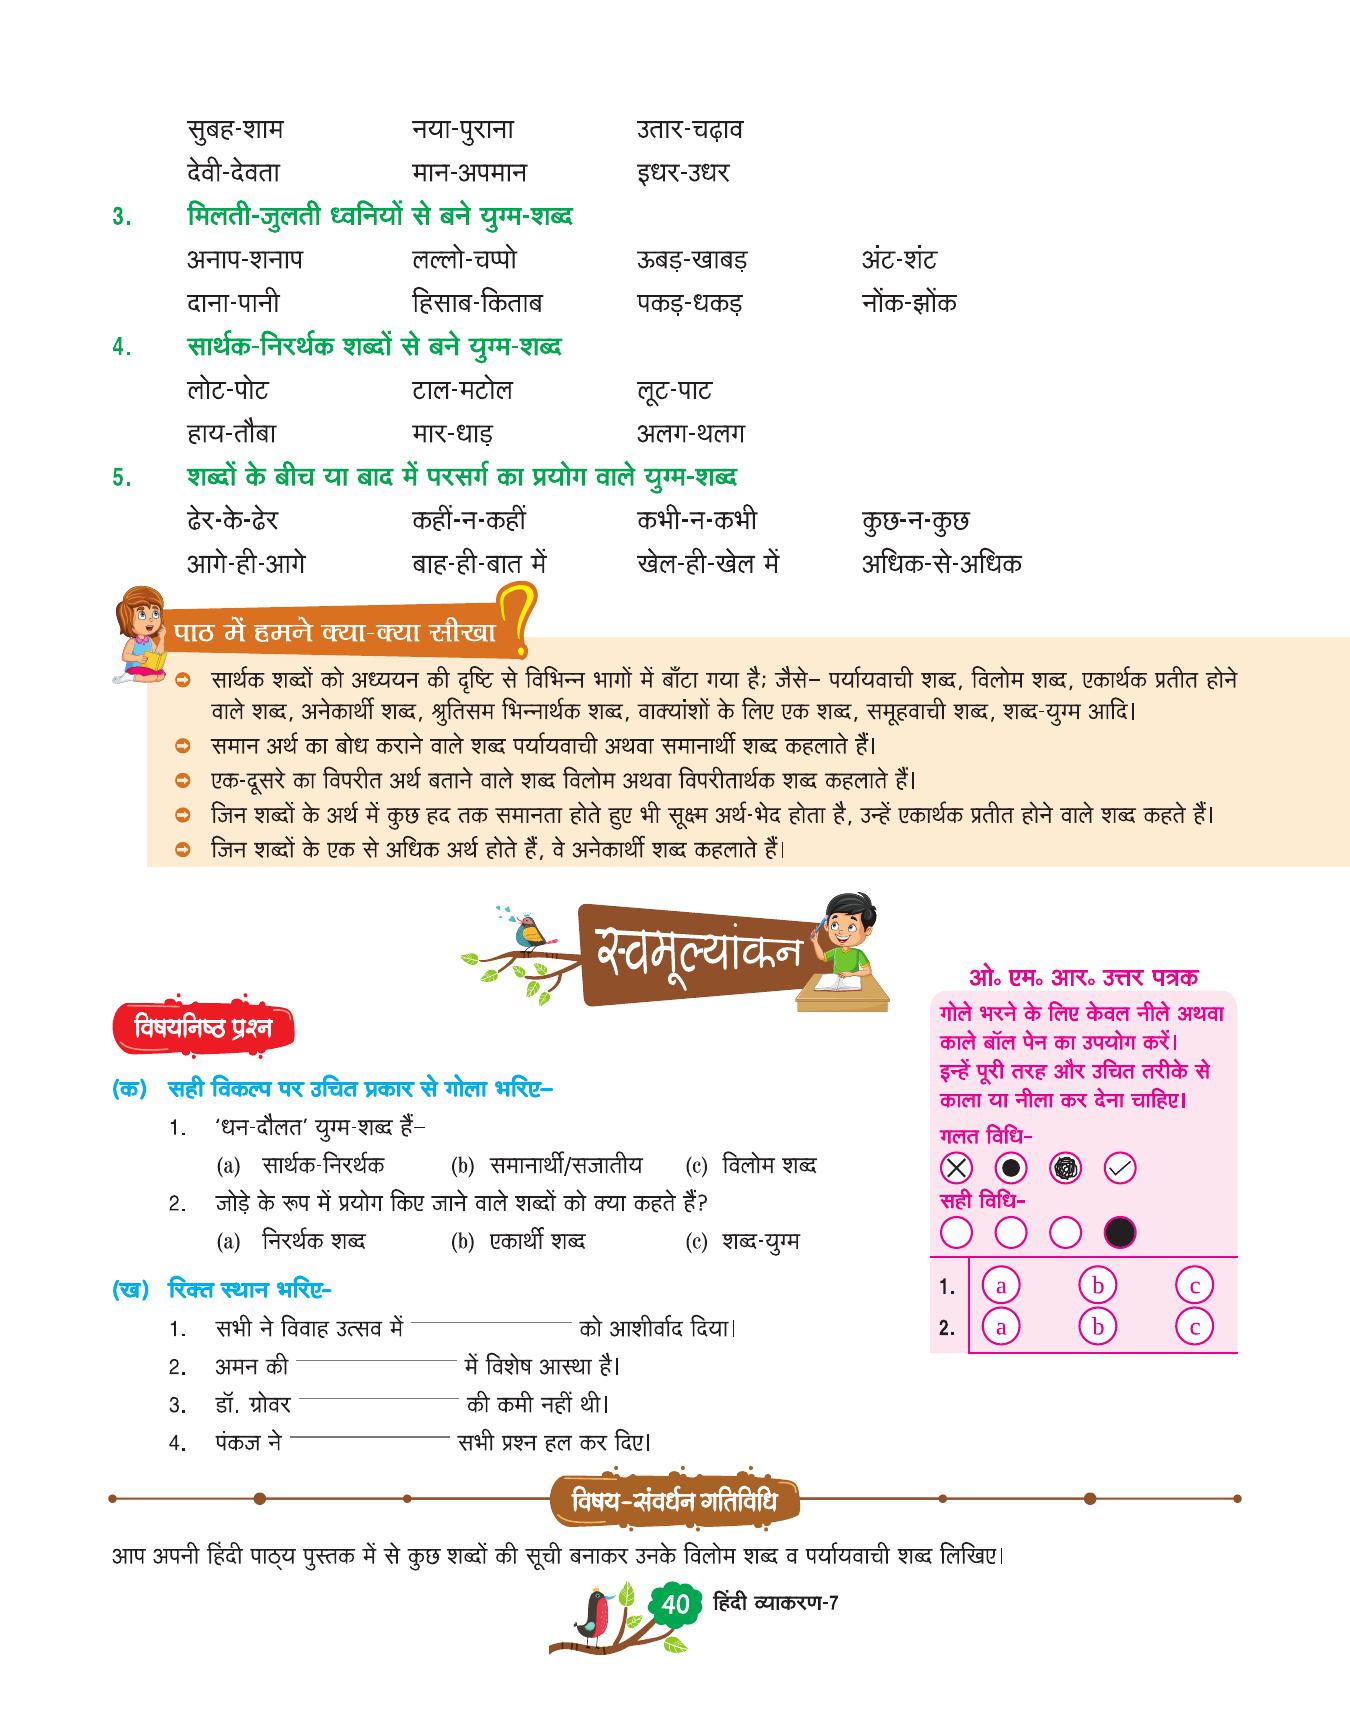 सुबह-शाम नया-पुराना उतार-चढ़ाव
देवी-देवता मान-अपमान इधर-उधर
3. मिलती-जुलती ध्वनियों से बने युग्म-शब्द
अनाप-शनाप लल्लो-चप्पो ऊबड़-खाबड़ अंट-शंट
दाना-पानी हिसाब-किताब पकड़-धकड़ नोंक-झोंक
4. सार्थक-निरर्थक शब्दों से बने युग्म-शब्द
लोट-पोट टाल-मटोल लूट-पाट
हाय-तौबा मार-धाड़ अलग-थलग
5. शब्दों के बीच या बाद में परसर्ग का प्रयोग वाले युग्म-शब्द
ढेर-के-ढेर कहीं-न-कहीं कभी-न-कभी कुछ-न-कुछ
आगे-ही-आगे बाह-ही-बात में खेल-ही-खेल में अधिक-से-अधिक
पाठ में हमने क्या-क्या सीखा ?
सार्थक शब्दों को अध्ययन की दृष्टि से विभिन्न भागों में बाँटा गया है; जैसे– पर्यायवाची शब्द, विलोम शब्द, एकार्थक प्रतीत होने
वाले शब्द, अनेकार्थी शब्द, श्रुतिसम भिन्नार्थक शब्द, वाक्यांशों के लिए एक शब्द, समूहवाची शब्द, शब्द-युग्म आदि।
समान अर्थ का बोध कराने वाले शब्द पर्यायवाची अथवा समानार्थी शब्द कहलाते हैं।
एक-दूसरे का विपरीत अर्थ बताने वाले शब्द विलोम अथवा विपरीतार्थक शब्द कहलाते हैं।
जिन शब्दों के अर्थ में कुछ हद तक समानता होते हुए भी सूक्ष्म अर्थ-भेद होता है, उन्हें एकार्थक प्रतीत होने वाले शब्द कहते हैं।
जिन शब्दों के एक से अधिक अर्थ होते हैं, वे अनेकार्थी शब्द कहलाते हैं।
स्वमूल्यांकन
विषयनिष्ठ प्रश्न
(क) सही विकल्प पर उचित प्रकार से गोला भरिए–
1. ‘धन-दौलत’ युग्म-शब्द हैं–
(a) सार्थक-निरर्थक (b) समानार्थी/सजातीय (c) विलोम शब्द
2. जोड़े के रूप में प्रयोग किए जाने वाले शब्दों को क्या कहते हैं?
(a) निरर्थक शब्द (b) एकार्थी शब्द (c) शब्द-युग्म
(ख) रिक्त स्थान भरिए–
1. सभी ने विवाह उत्सव में ____________ को आशीर्वाद दिया।
2. अमन की ____________ में विशेष आस्था है।
3. डॉ. ग्रोवर ____________ की कमी नहीं थी।
4. पंकज ने ____________ सभी प्रश्न हल कर दिए।
ओ॰ एम॰ आर॰ उत्तर पत्रक
गोले भरने के लिए केवल नीले अथवा
काले बॉल पेन का उपयोग करें।
इन्हें पूरी तरह और उचित तरीके से
काला या नीला कर देना चाहिए।
गलत विधि–
सही विधि–
1. a b c
2. a b c
विषय–संवर्धन गतिविधि
आप अपनी हिंदी पाठ्य पुस्तक में से कुछ शब्दों की सूची बनाकर उनके विलोम शब्द व पर्यायवाची शब्द लिखिए।
40 हिंदी व्याकरण-7